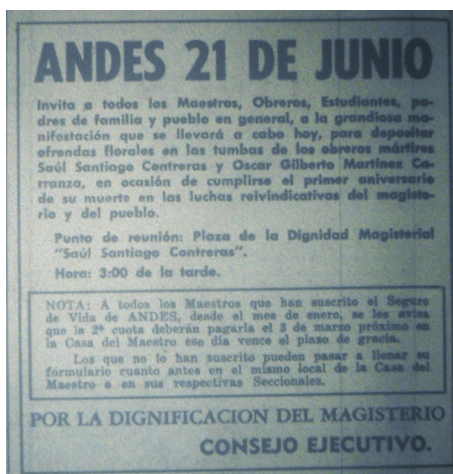 ANDES 21 DE JUNIO
Invita a todos los Maestros, Obreros, Estudiantes, pa-
dres de familia y pueblo en general, a la grandiosa ma-
nifestación que se llevará a cabo hoy, para depositar
ofrendas florales en las tumbas de los obreros mártires
Saúl Santiago Contreras y Oscar Gilberto Martínez Ca-
rranza, en ocasión de cumplirse el primer aniversario
de su muerte en las luchas reivindicativas del magiste-
rio y del pueblo.
Punto de reunión: Plaza de la Dignidad Magisterial
"Saúl Santiago Contreras".
Hora: 3:00 de la tarde.
NOTA: A todos los Maestros que han suscrito el Seguro
de Vida de ANDES, desde el mes de enero, se les avisa
que la 2ª cuota deberán pagarla el 3 de marzo próximo en
la Casa del Maestro ese día vence el plazo de gracia.
Los que no lo han suscrito pueden pasar a llenar su
formulario cuanto antes en el mismo local de la Casa del
Maestro o en sus respectivas Seccionales.
POR LA DIGNIFICACION DEL MAGISTERIO
CONSEJO EJECUTIVO.